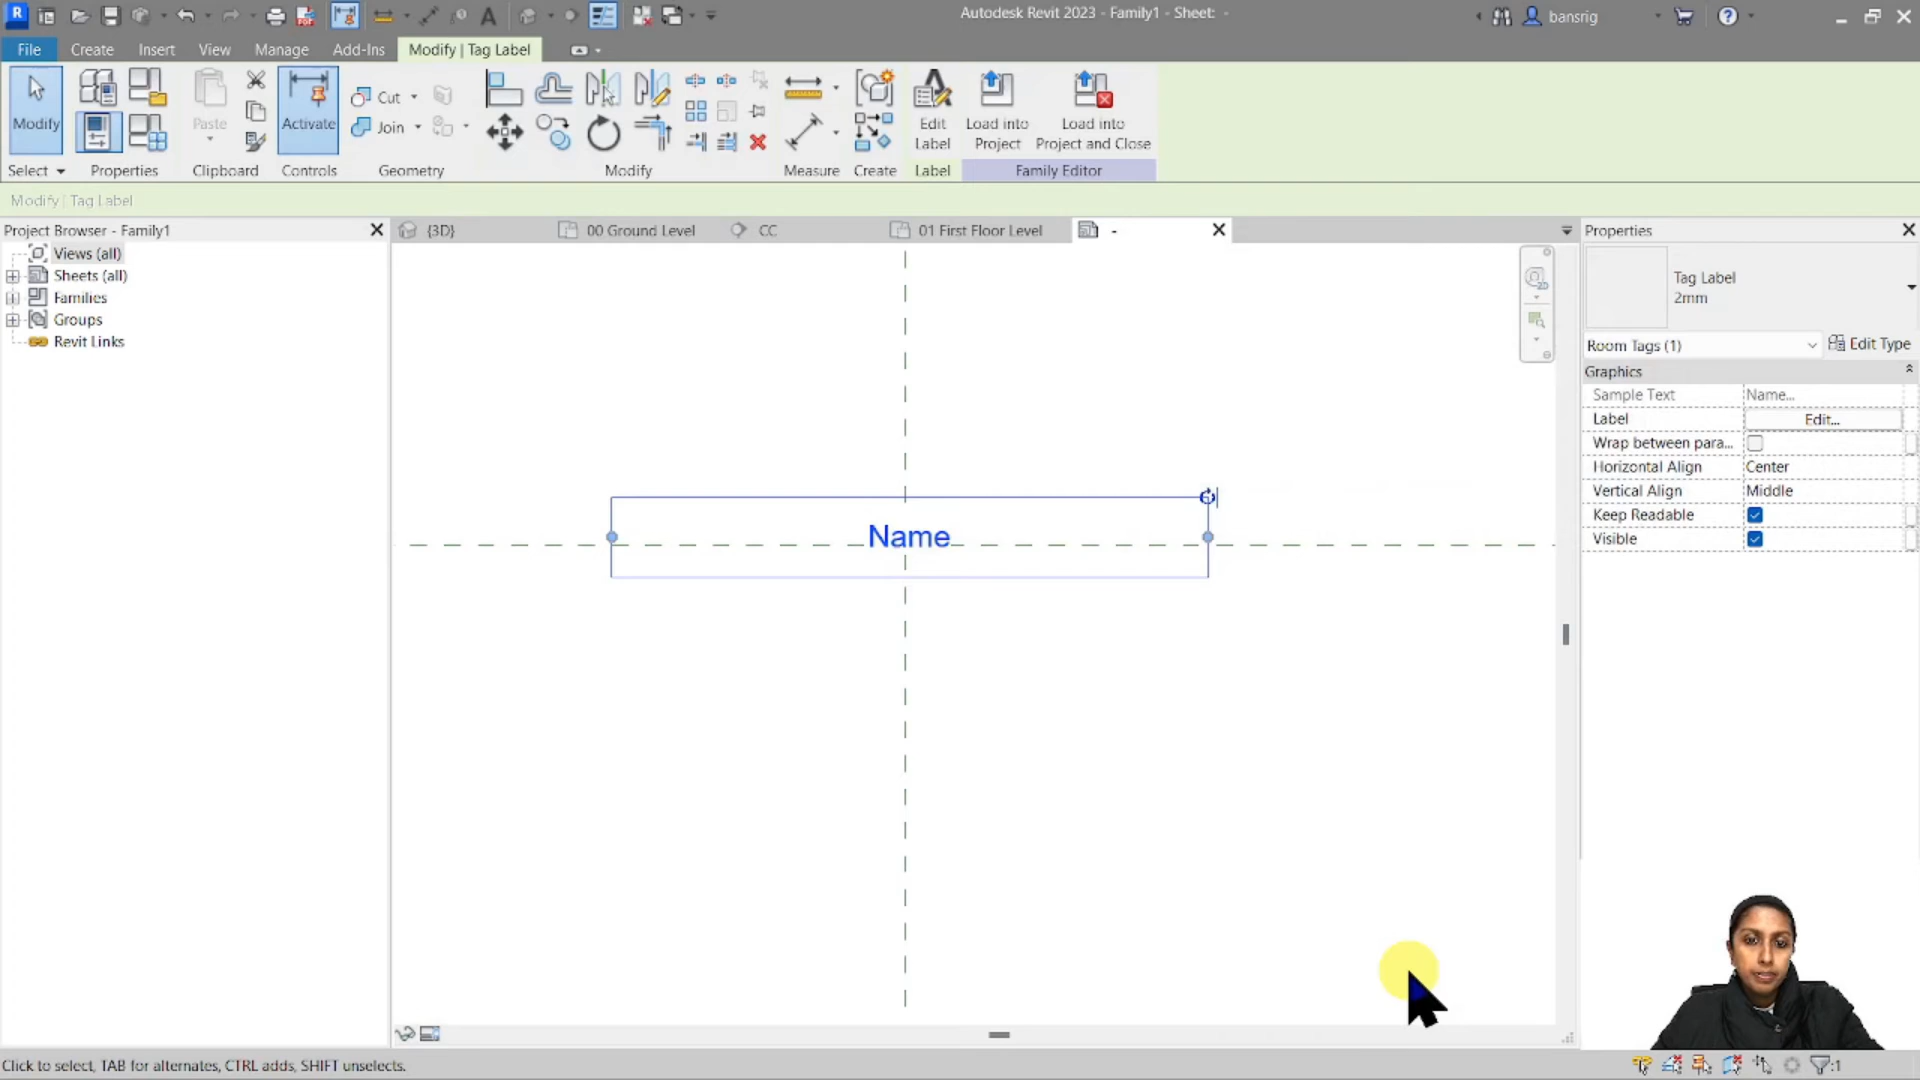 Autodesk Revit 2023 - Family1 - Sheet: -
bansrig
File Create Insert View Manage Add-Ins Modify | Tag Label
Modify
Paste
Activate
Cut
Join
Edit Label
Load into Project
Load into Project and Close
Select Properties Clipboard Controls Geometry Modify Measure Create Label Family Editor
Modify | Tag Label
Project Browser - Family1
Views (all)
Sheets (all)
Families
Groups
Revit Links
{3D} 00 Ground Level CC 01 First Floor Level -
Name
Properties
Tag Label
2mm
Room Tags (1) Edit Type
Graphics
Sample Text Name...
Label Edit...
Wrap between para...
Horizontal Align Center
Vertical Align Middle
Keep Readable
Visible
Click to select, TAB for alternates, CTRL adds, SHIFT unselects.
:1